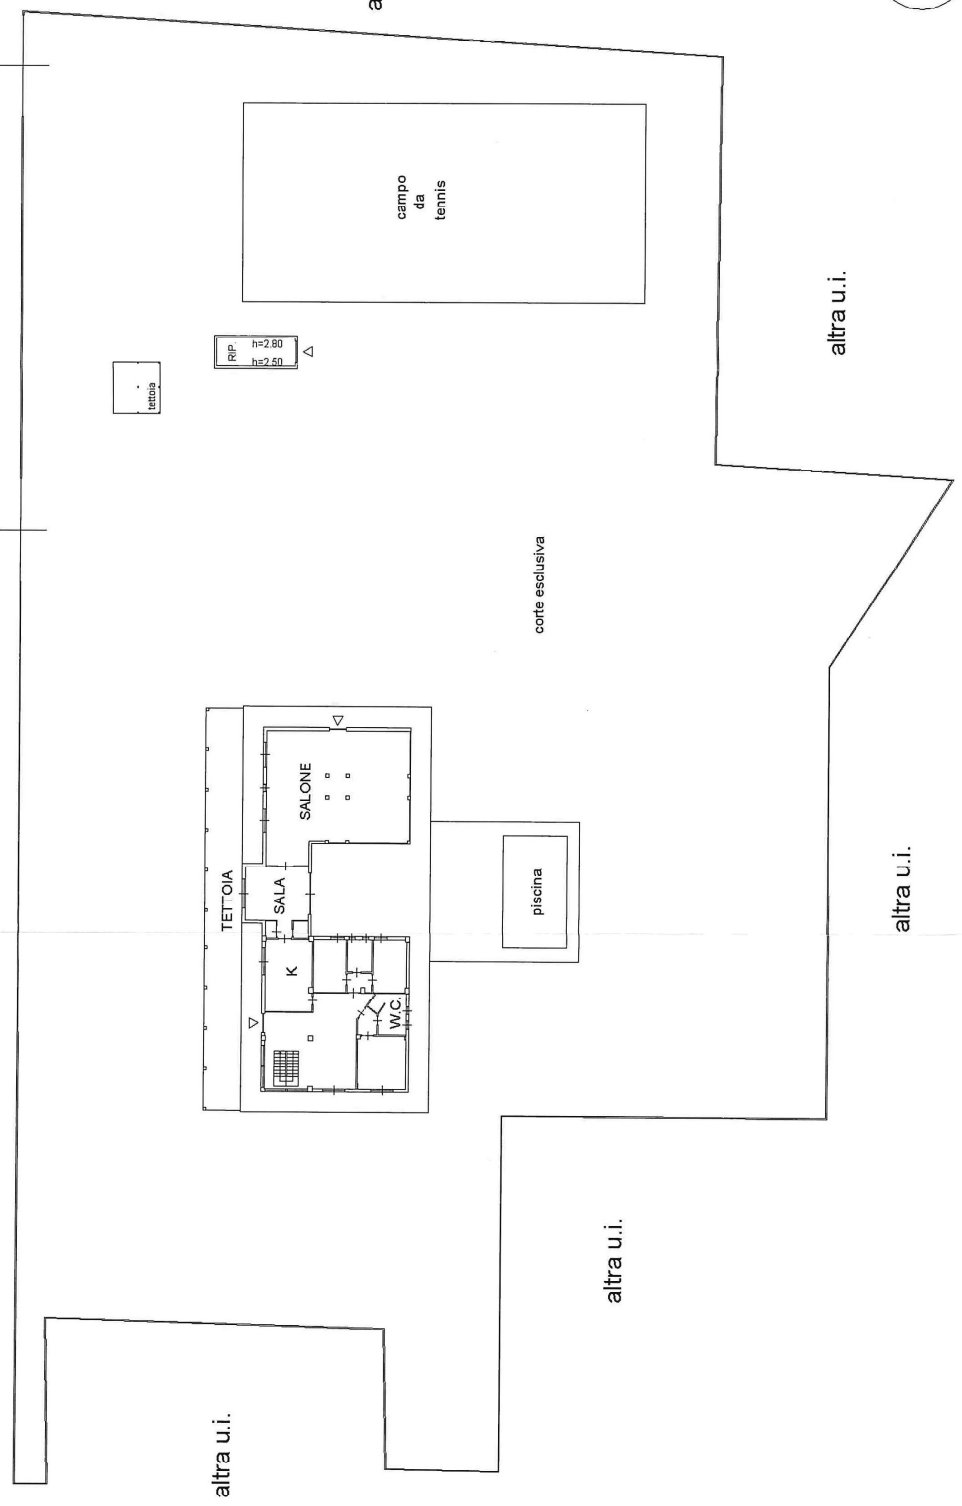 a
campo
da
tennis
altra u.i.
RIP.
h=2.80
h=2.50
tettoia
corte esclusiva
SALONE
TETTOIA
SALA
K
W.C.
piscina
altra u.i.
altra u.i.
altra u.i.